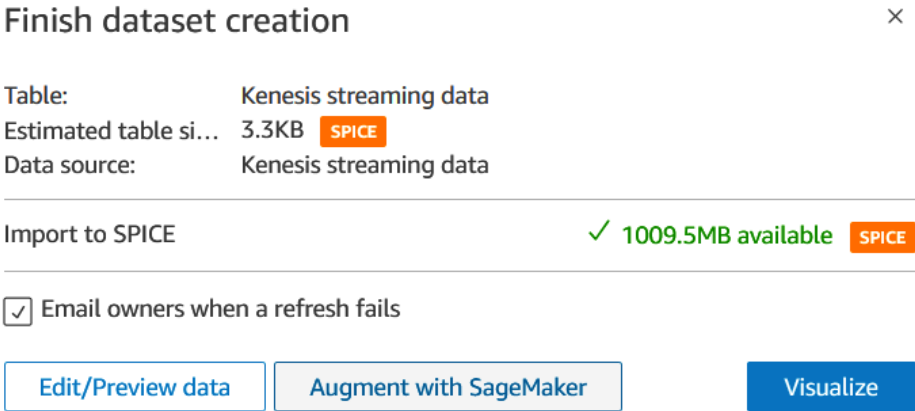 Finish dataset creation
Table: Kenesis streaming data
Estimated table si... 3.3KB SPICE
Data source: Kenesis streaming data
Import to SPICE 1009.5MB available SPICE
Email owners when a refresh fails
Edit/Preview data Augment with SageMaker Visualize